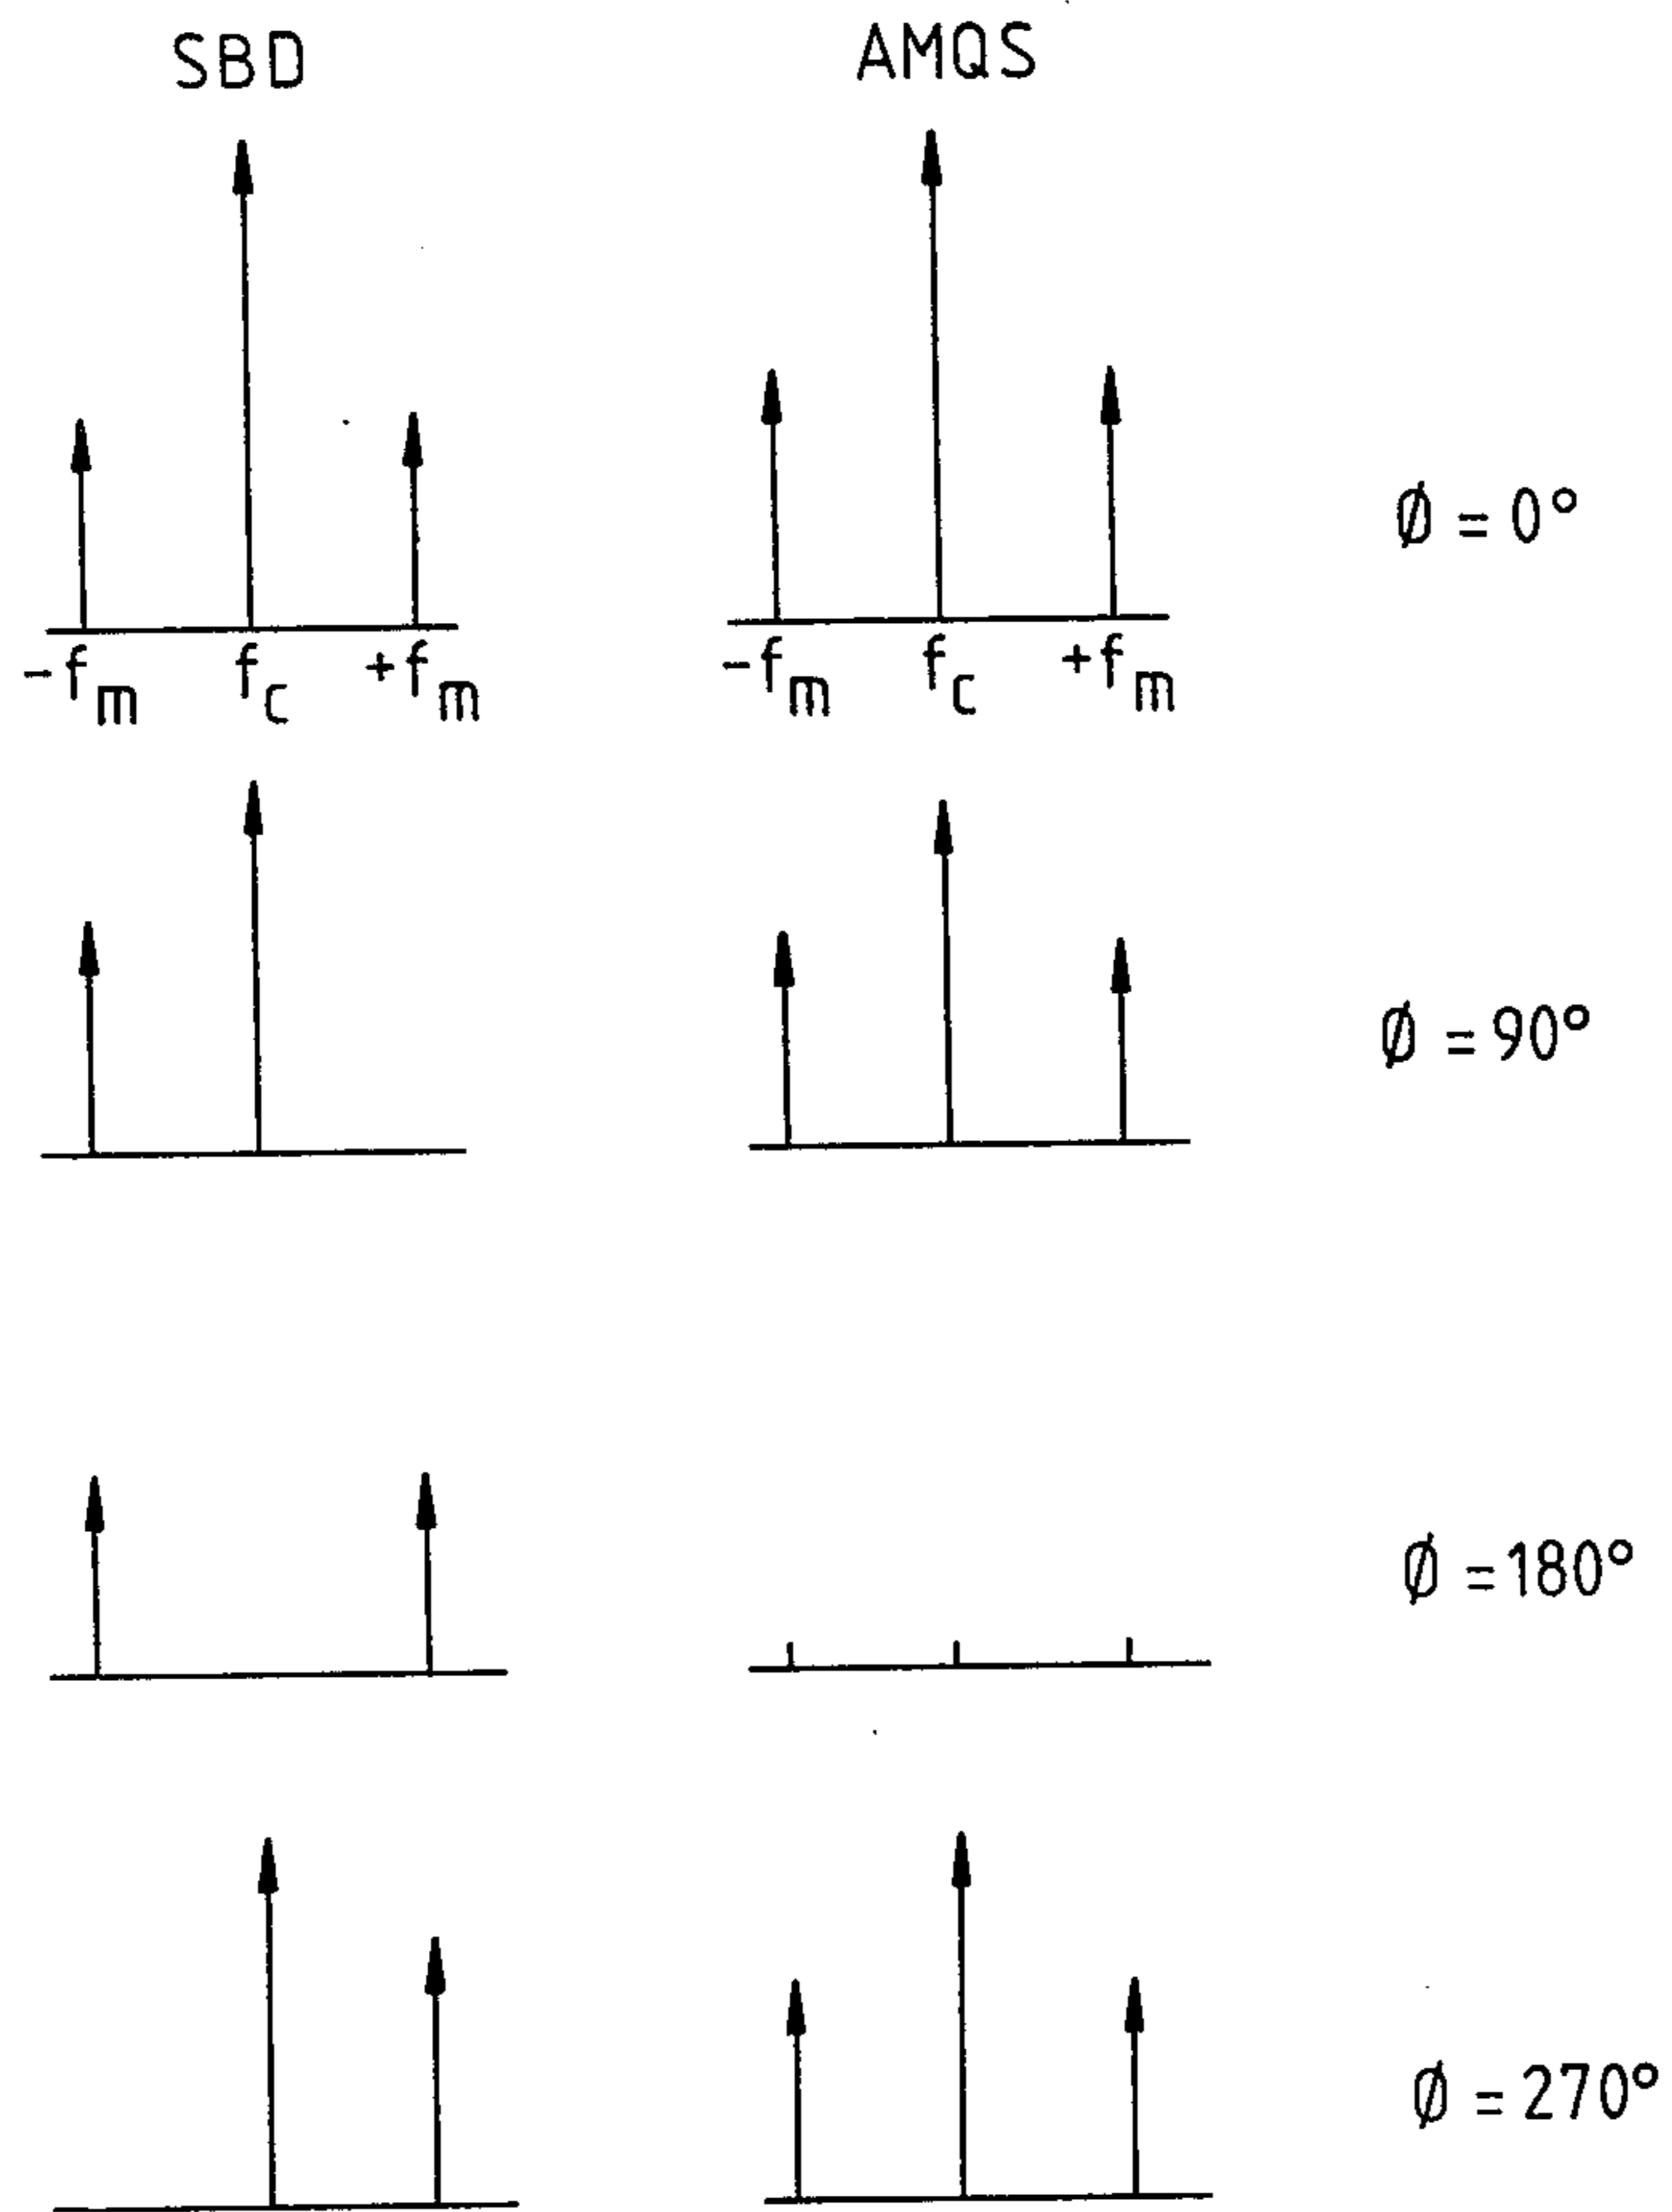 SBD
AMQS
Ø = 0°
-fm fc +fm
-fm fc +fm
Ø = 90°
Ø = 180°
Ø = 270°